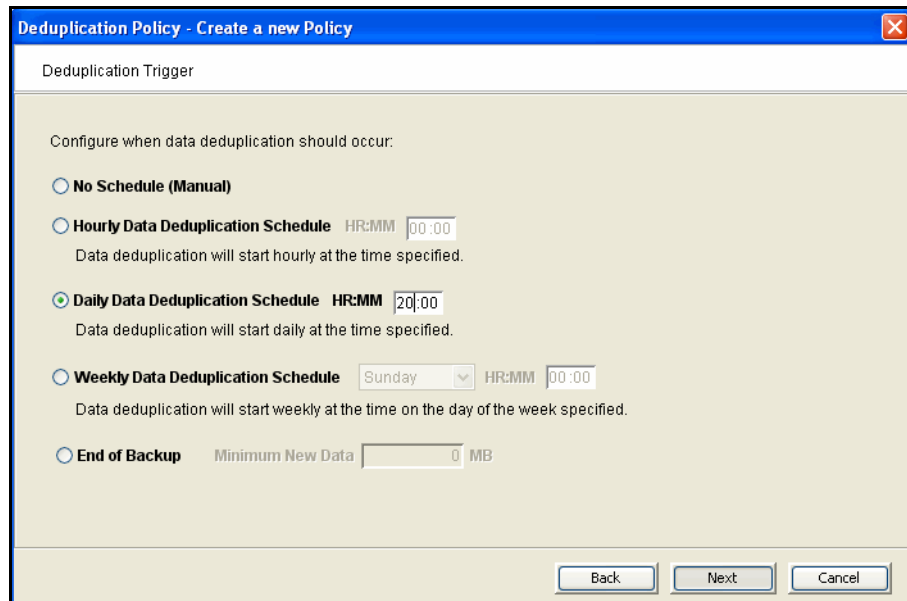 Deduplication Policy - Create a new Policy
Deduplication Trigger
Configure when data deduplication should occur:
No Schedule (Manual)
Hourly Data Deduplication Schedule HR:MM 00:00
Data deduplication will start hourly at the time specified.
Daily Data Deduplication Schedule HR:MM 20:00
Data deduplication will start daily at the time specified.
Weekly Data Deduplication Schedule Sunday HR:MM 00:00
Data deduplication will start weekly at the time on the day of the week specified.
End of Backup Minimum New Data 0 MB
Back Next Cancel